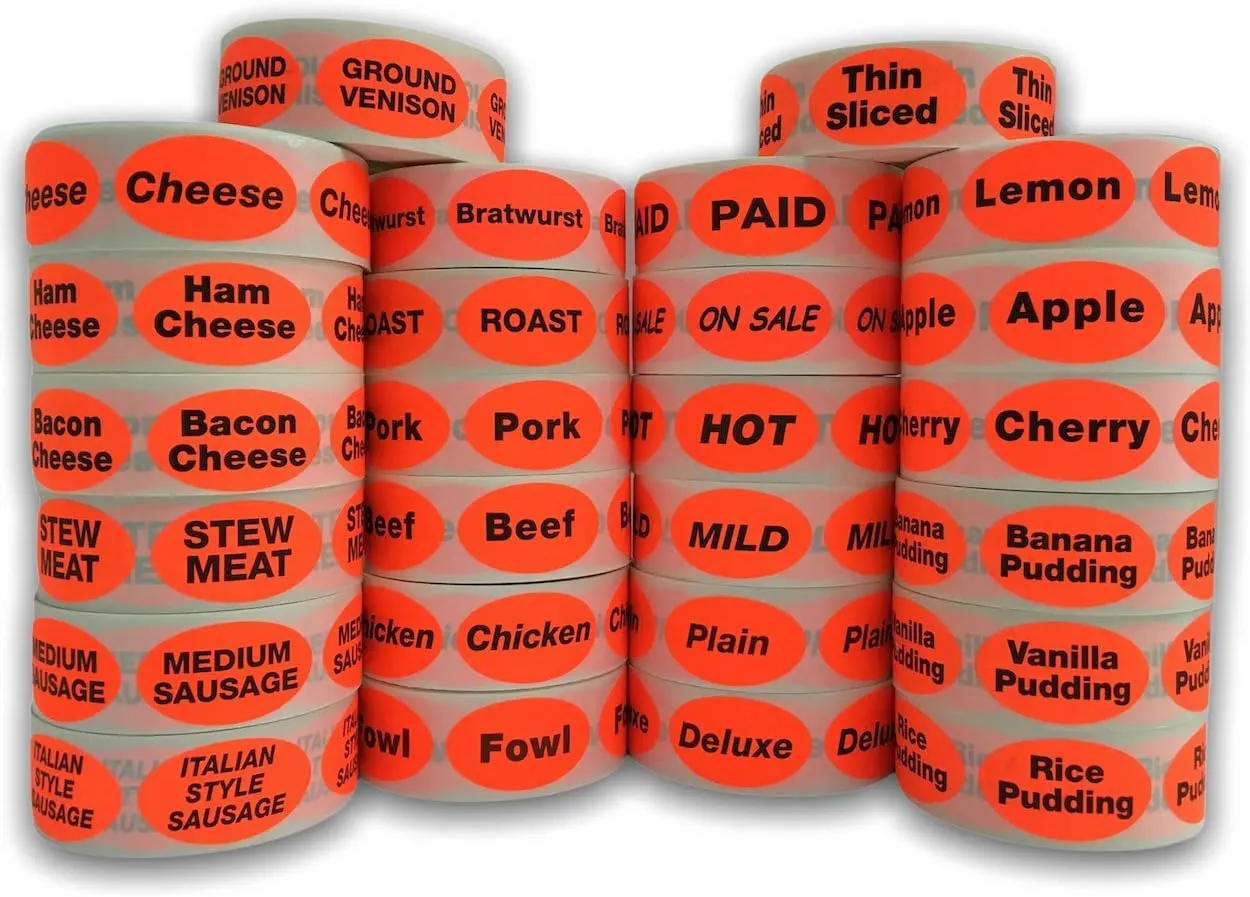 GROUND
VENISON
Thin
Sliced
Cheese
Ham
Cheese
Bacon
Cheese
STEW
MEAT
MEDIUM
SAUSAGE
ITALIAN
STYLE
SAUSAGE
Bratwurst
ROAST
Pork
Beef
Chicken
Fowl
PAID
ON SALE
HOT
MILD
Plain
Deluxe
Lemon
Apple
Cherry
Banana
Pudding
Vanilla
Pudding
Rice
Pudding